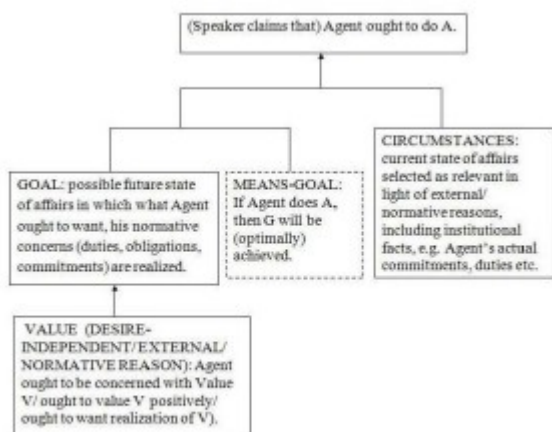 (Speaker claims that) Agent ought to do A.
GOAL: possible future state
of affairs in which what Agent
ought to want, his normative
concerns (duties, obligations,
commitments) are realized.
MEANS-GOAL:
If Agent does A,
then G will be
(optimally)
achieved.
CIRCUMSTANCES:
current state of affairs
selected as relevant in
light of external/
normative reasons,
including institutional
facts, e.g. Agent"s actual
commitments, duties etc.
VALUE (DESIRE-
INDEPENDENT/ EXTERNAL/
NORMATIVE REASON): Agent
ought to be concerned with Value
V/ ought to value V positively/
ought to want realization of V).